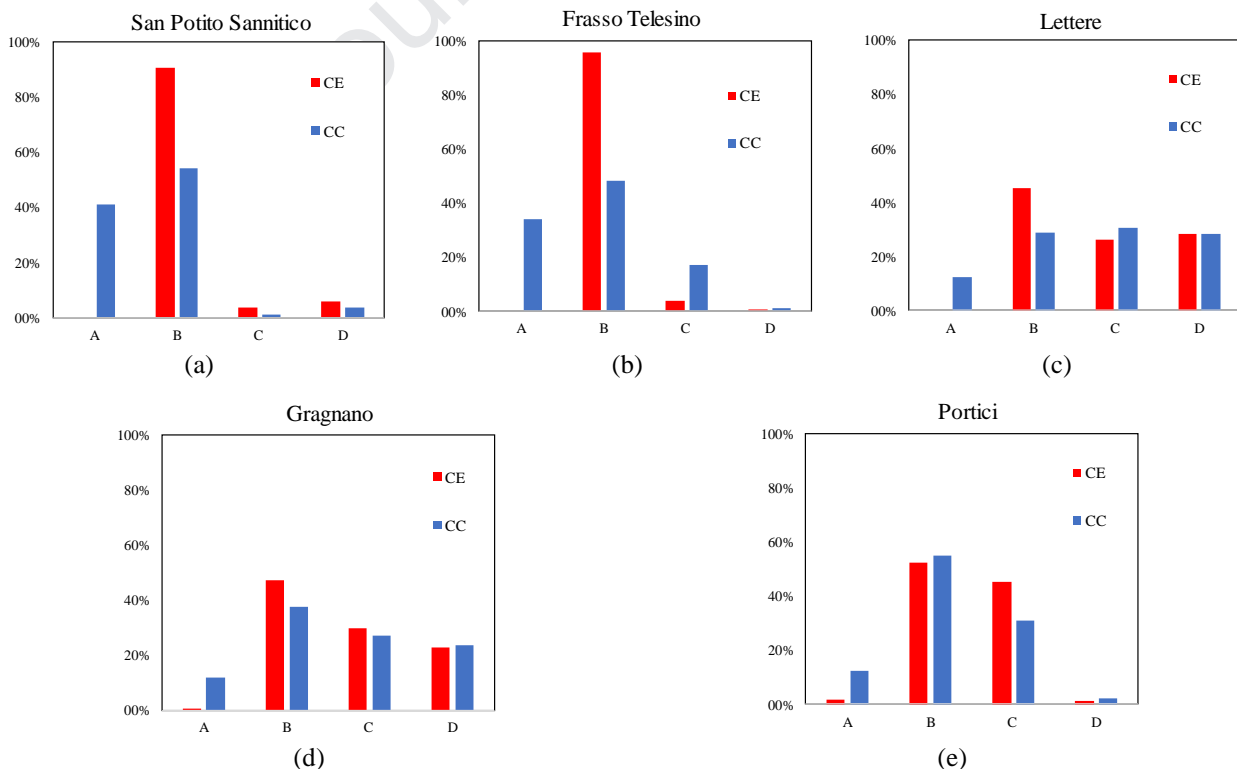 San Potito Sannitico
100%
80%
60%
40%
20%
00%
CE
CC
A B C D
(a)
Frasso Telesino
100%
80%
60%
40%
20%
00%
CE
CC
A B C D
(b)
Lettere
100%
80%
60%
40%
20%
00%
CE
CC
A B C D
(c)
Gragnano
100%
80%
60%
40%
20%
00%
CE
CC
A B C D
(d)
Portici
100%
80%
60%
40%
20%
00%
CE
CC
A B C D
(e)